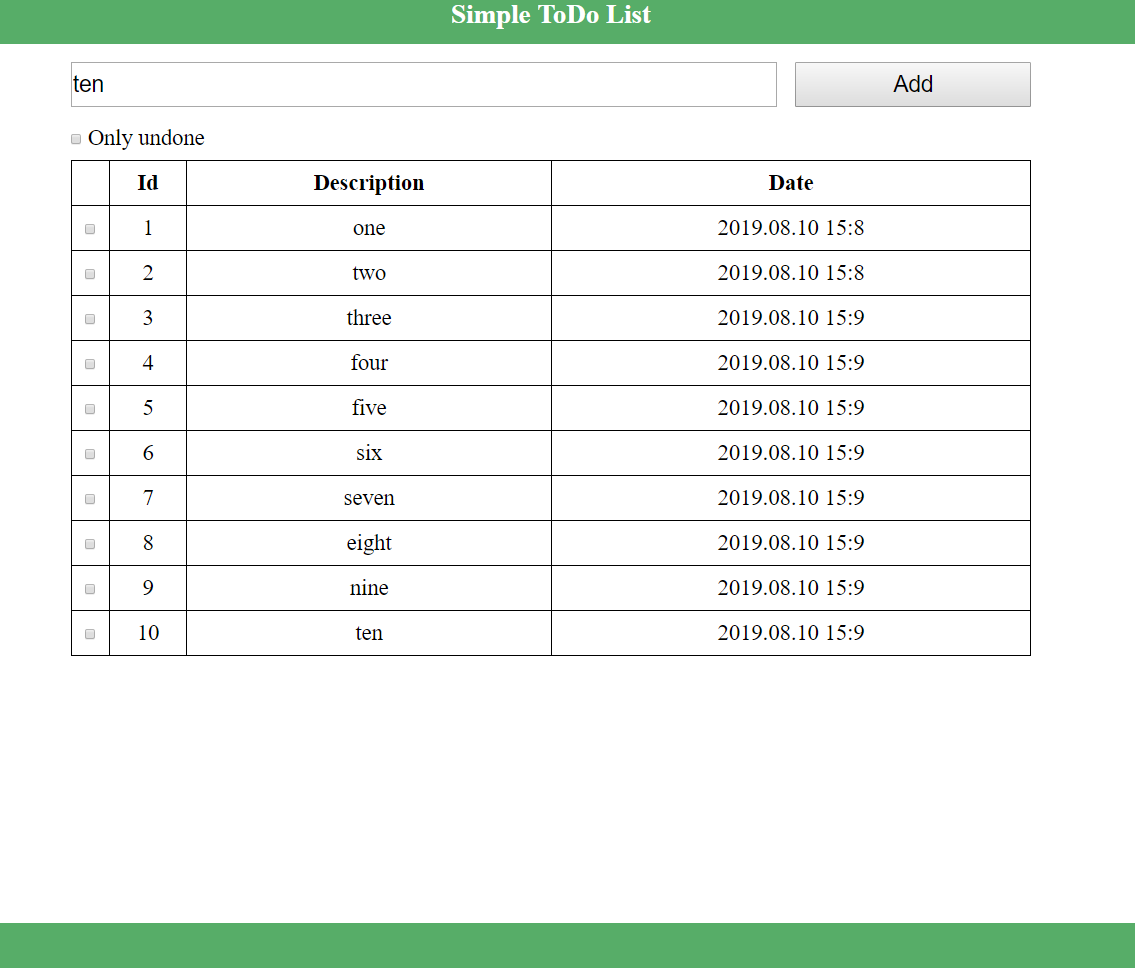 Simple ToDo List
ten
Add
Only undone
Id Description Date
1 one 2019.08.10 15:8
2 two 2019.08.10 15:8
3 three 2019.08.10 15:9
4 four 2019.08.10 15:9
5 five 2019.08.10 15:9
6 six 2019.08.10 15:9
7 seven 2019.08.10 15:9
8 eight 2019.08.10 15:9
9 nine 2019.08.10 15:9
10 ten 2019.08.10 15:9